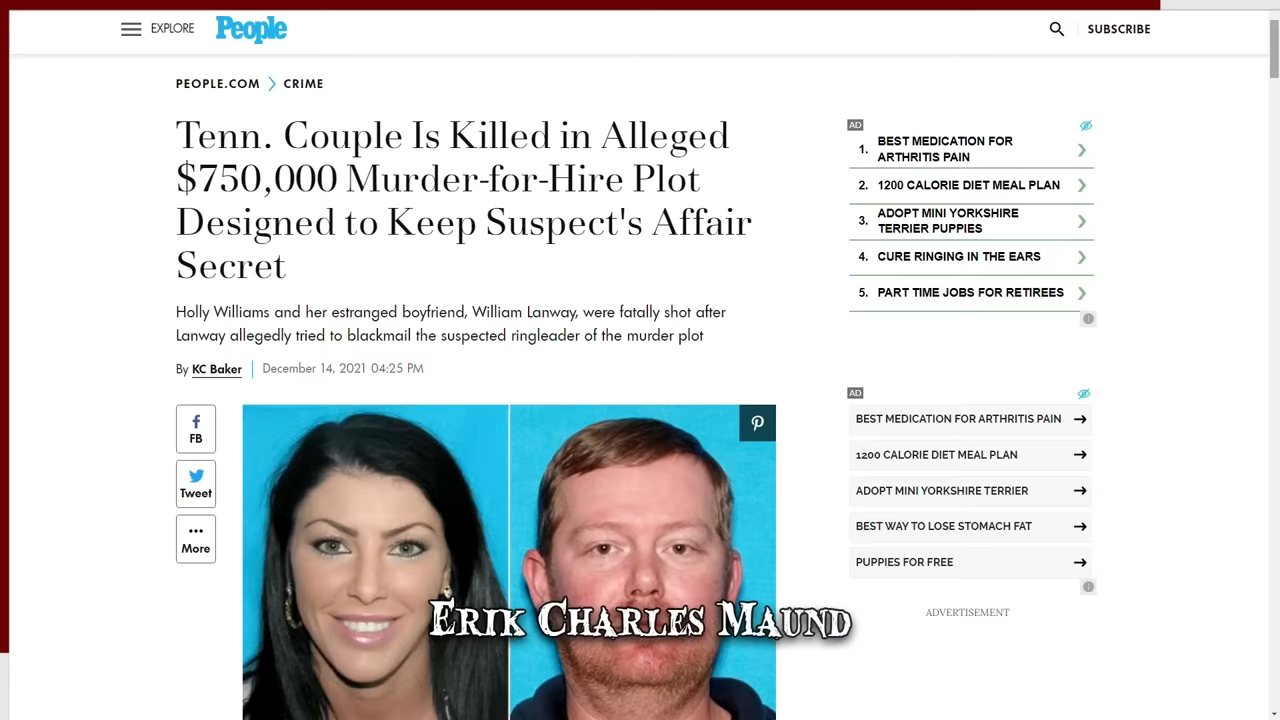 EXPLORE
People
SUBSCRIBE
PEOPLE.COM
CRIME
Tenn. Couple Is Killed in Alleged
$750,000 Murder-for-Hire Plot
Designed to Keep Suspect's Affair
Secret
Holly Williams and her estranged boyfriend, William Lanway, were fatally shot after
Lanway allegedly tried to blackmail the suspected ringleader of the murder plot
By KC Baker
December 14, 2021 04:25 PM
FB
Tweet
More
Erik Charles Maund
AD
1. BEST MEDICATION FOR
ARTHRITIS PAIN
2. 1200 CALORIE DIET MEAL PLAN
3. ADOPT MINI YORKSHIRE
TERRIER PUPPIES
4. CURE RINGING IN THE EARS
5. PART TIME JOBS FOR RETIREES
AD
BEST MEDICATION FOR ARTHRITIS PAIN
1200 CALORIE DIET MEAL PLAN
ADOPT MINI YORKSHIRE TERRIER
BEST WAY TO LOSE STOMACH FAT
PUPPIES FOR FREE
ADVERTISEMENT